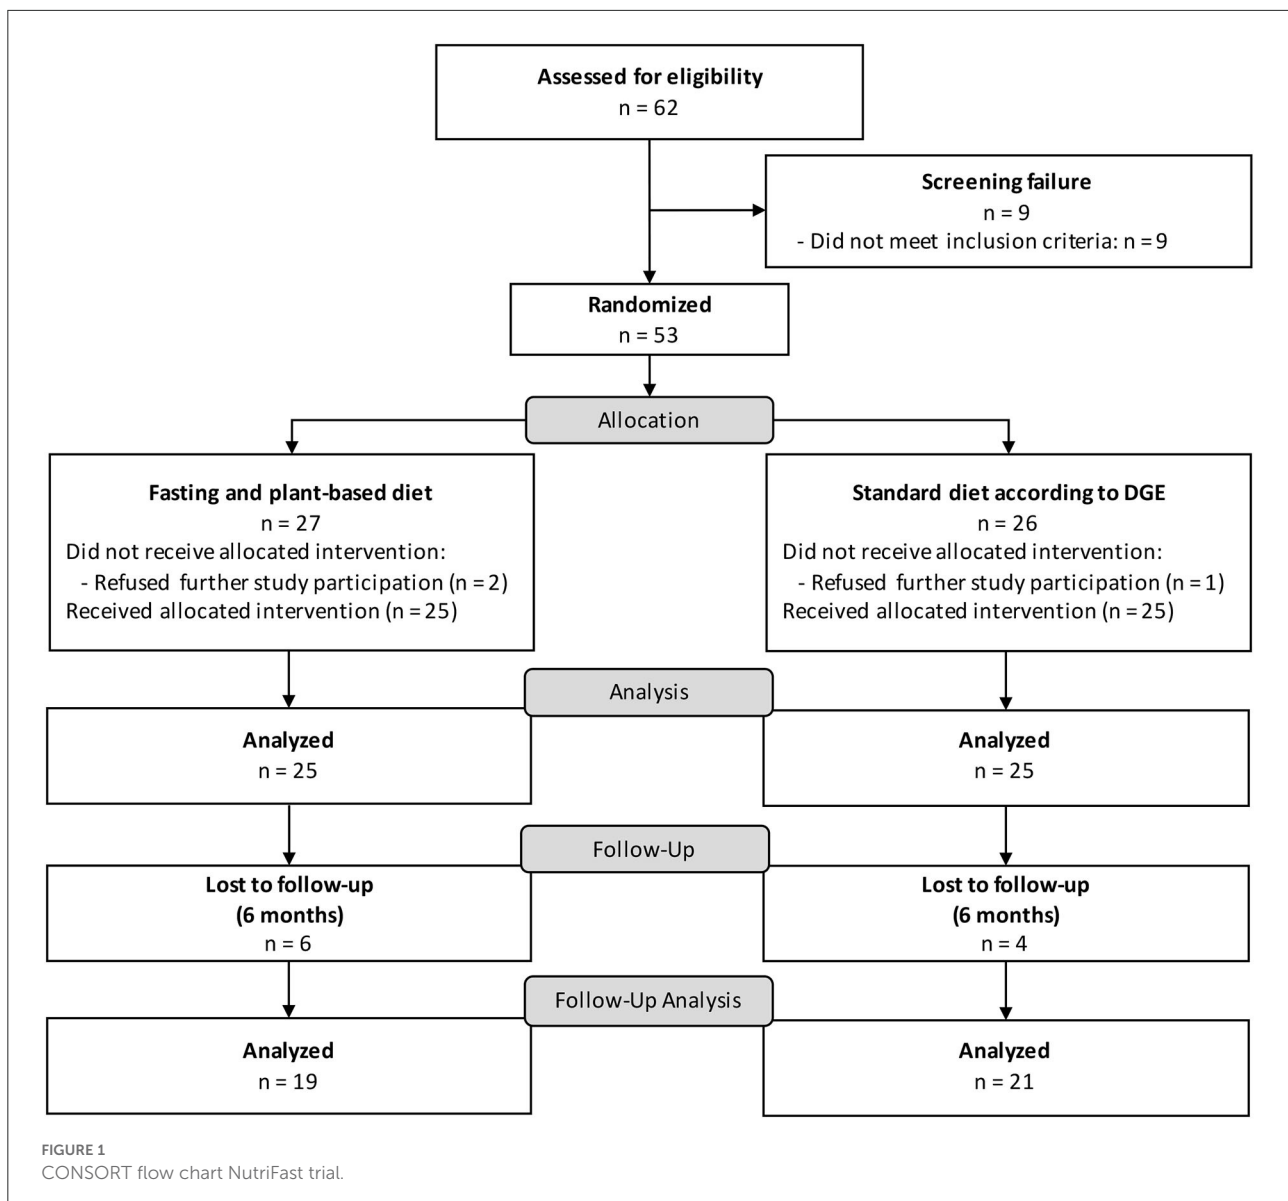 Assessed for eligibility
n = 62
Screening failure
n = 9
- Did not meet inclusion criteria: n = 9
Randomized
n = 53
Allocation
Fasting and plant-based diet
n = 27
Did not receive allocated intervention:
- Refused further study participation (n = 2)
Received allocated intervention (n = 25)
Standard diet according to DGE
n = 26
Did not receive allocated intervention:
- Refused further study participation (n = 1)
Received allocated intervention (n = 25)
Analysis
Analyzed
n = 25
Analyzed
n = 25
Follow-Up
Lost to follow-up
(6 months)
n = 6
Lost to follow-up
(6 months)
n = 4
Follow-Up Analysis
Analyzed
n = 19
Analyzed
n = 21
FIGURE 1
CONSORT flow chart NutriFast trial.